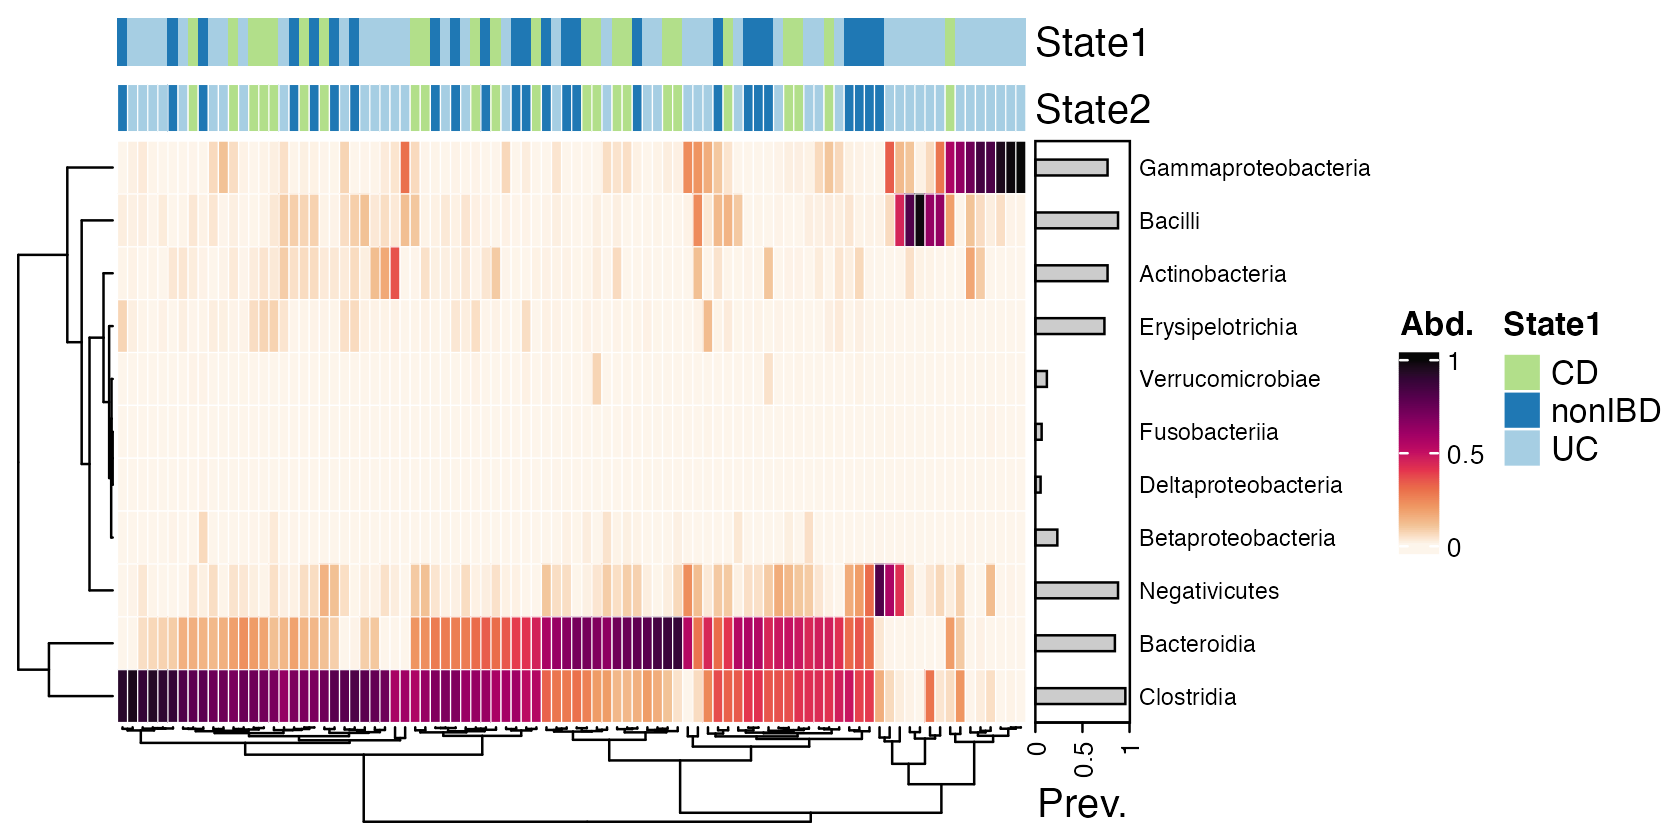 State1
State2
Gammaproteobacteria
Bacilli
Actinobacteria
Erysipelotrichia
Verrucomicrobiae
Fusobacteriia
Deltaproteobacteria
Betaproteobacteria
Negativicutes
Bacteroidia
Clostridia
0
0.5
1
Prev.
Abd.
1
0.5
0
State1
CD
nonIBD
UC